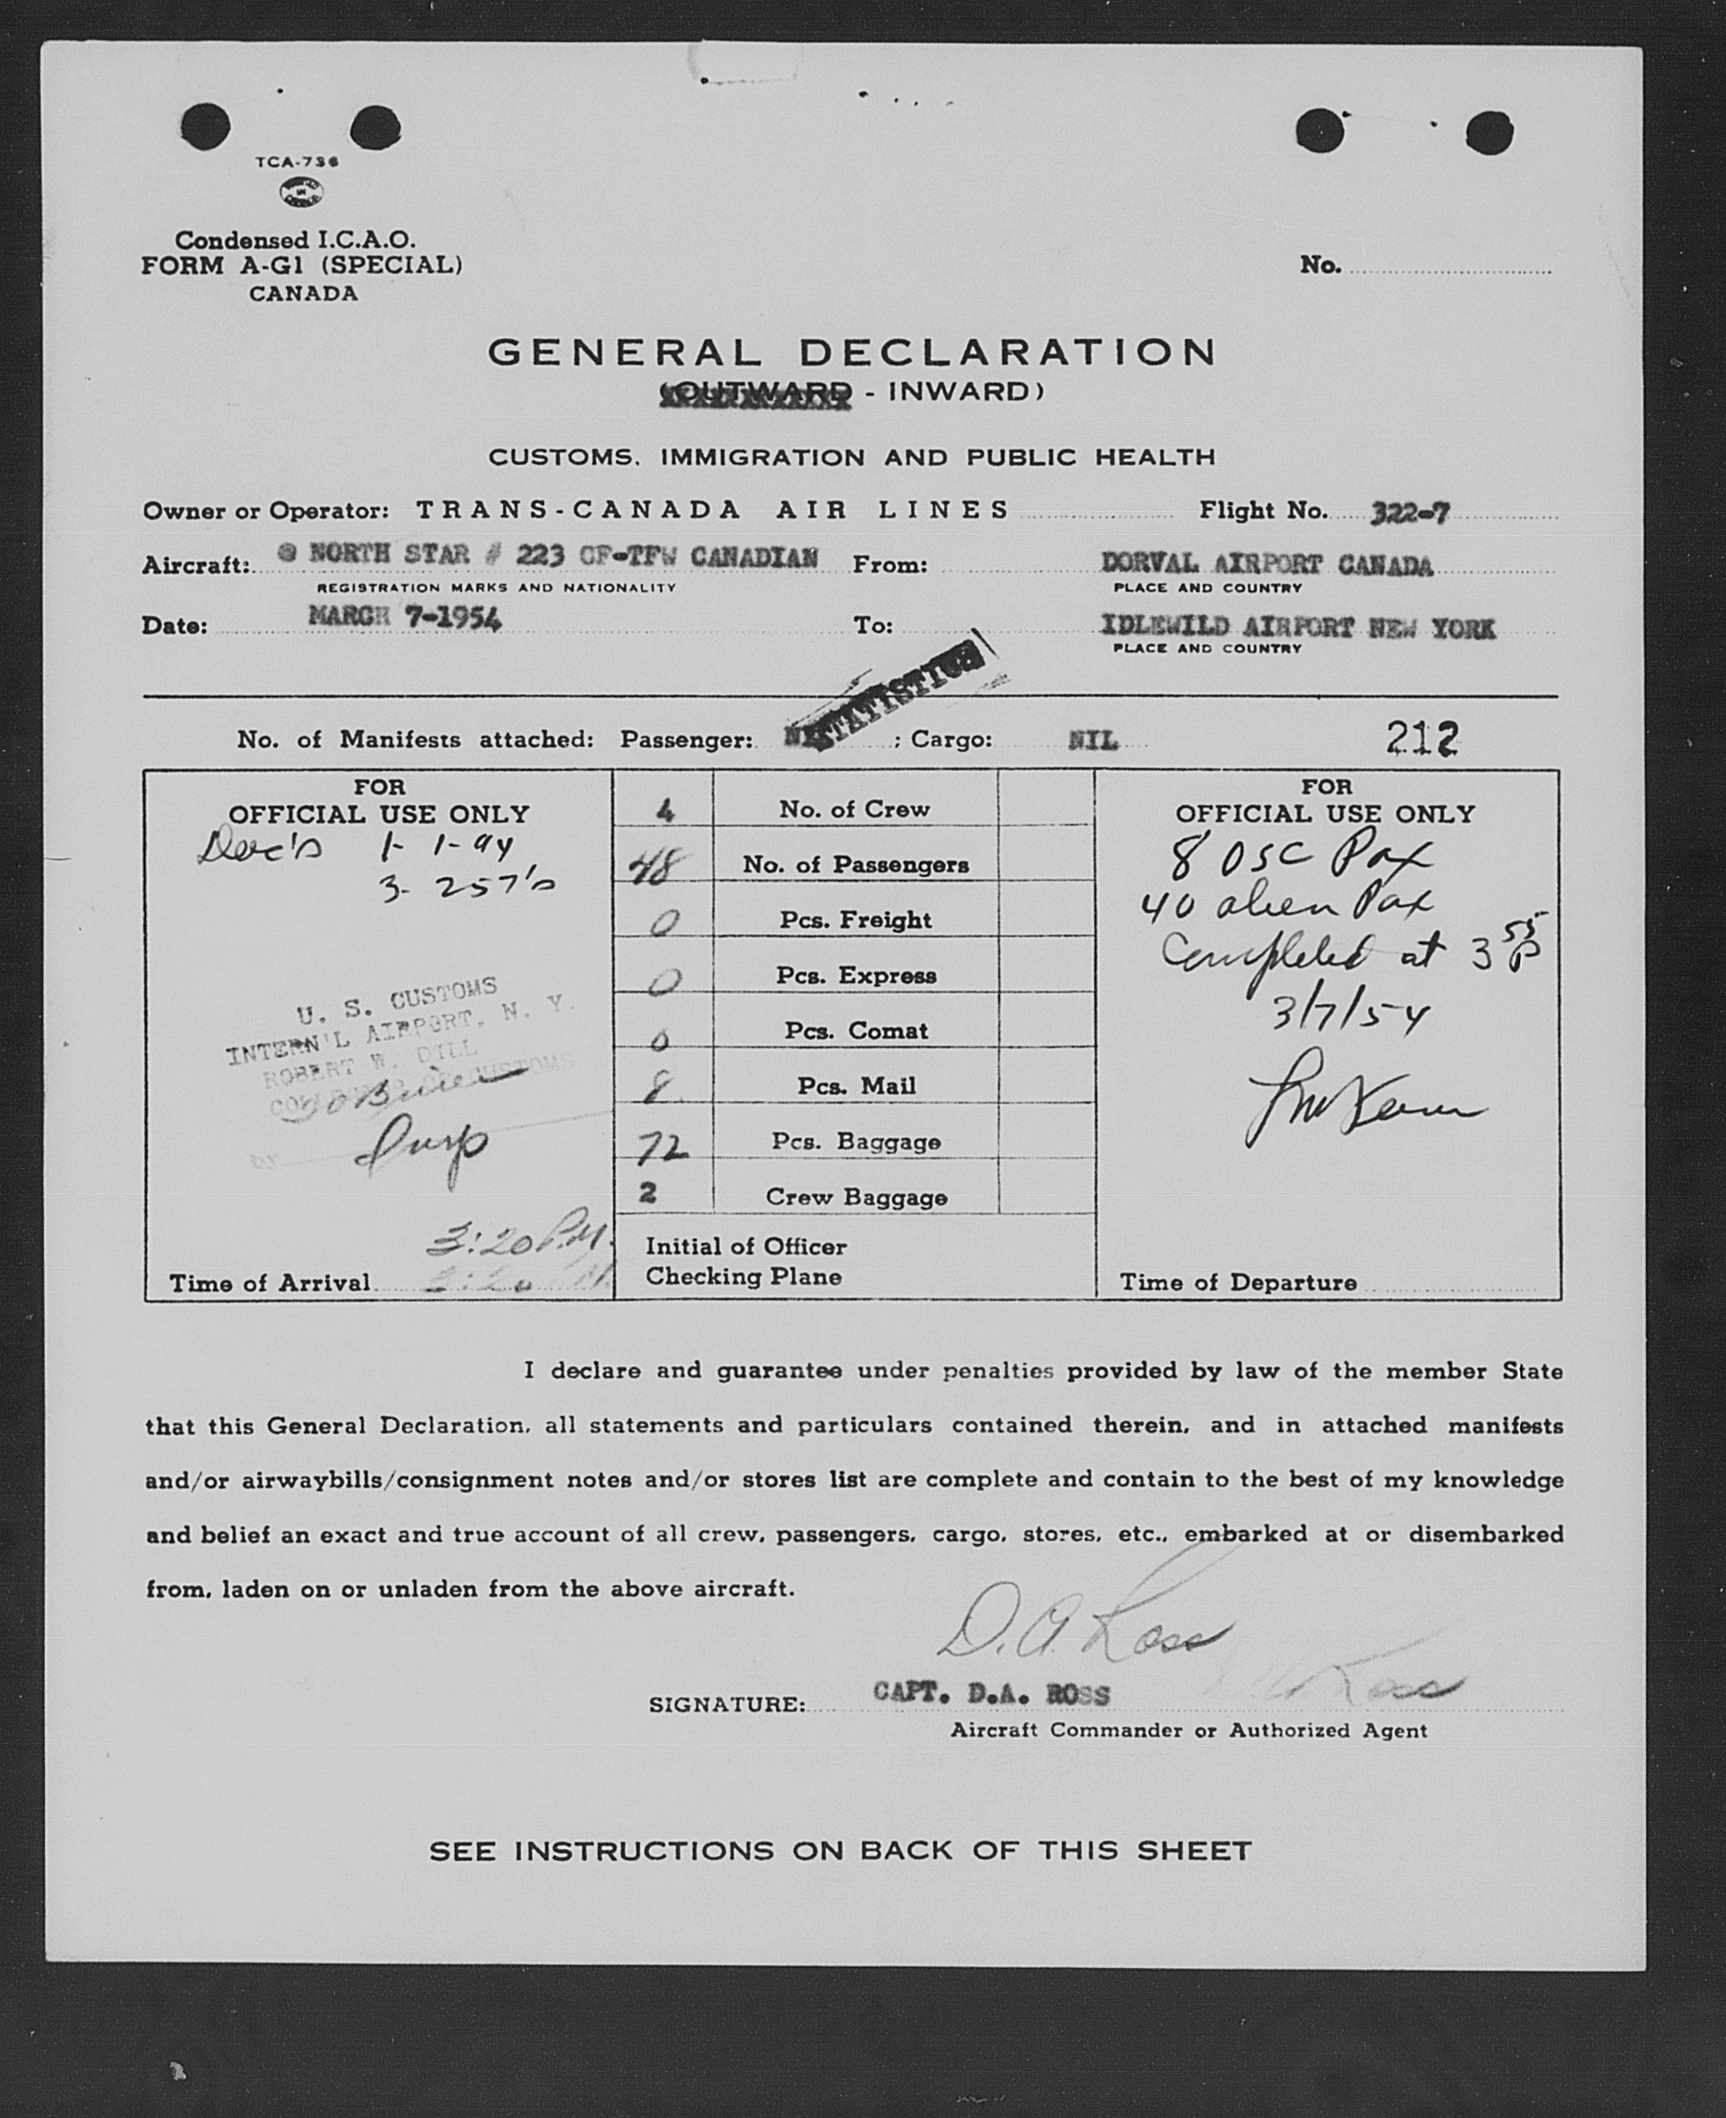 TCA-736
Condensed I.C.A.O.
FORM A-G1 (SPECIAL)
CANADA
No.
GENERAL DECLARATION
(OUTWARD - INWARD)
CUSTOMS, IMMIGRATION AND PUBLIC HEALTH
Owner or Operator: TRANS-CANADA AIR LINES Flight No. 322-7
Aircraft: NORTH STAR # 223 CF-TFW CANADIAN From: DORVAL AIRPORT CANADA
REGISTRATION MARKS AND NATIONALITY PLACE AND COUNTRY
Date: MARCH 7-1954 To: IDLEWILD AIRPORT NEW YORK
PLACE AND COUNTRY
STATISTICS
No. of Manifests attached: Passenger: ; Cargo: NIL 212
FOR
OFFICIAL USE ONLY
Doc's 1- 1-94
3- 257's
U. S. CUSTOMS
INTERN'L AIRPORT, N. Y.
ROBERT W. DILL
COLLECTOR OF CUSTOMS
Insp
3:20 P.M.
Time of Arrival
4 No. of Crew
48 No. of Passengers
0 Pcs. Freight
0 Pcs. Express
0 Pcs. Comat
8 Pcs. Mail
72 Pcs. Baggage
2 Crew Baggage
Initial of Officer
Checking Plane
FOR
OFFICIAL USE ONLY
8 OSC Pax
40 alien Pax
Completed at 3 55 P
3/7/54
Time of Departure
I declare and guarantee under penalties provided by law of the member State
that this General Declaration, all statements and particulars contained therein, and in attached manifests
and/or airwaybills/consignment notes and/or stores list are complete and contain to the best of my knowledge
and belief an exact and true account of all crew, passengers, cargo, stores, etc., embarked at or disembarked
from, laden on or unladen from the above aircraft.
D. A. Ross
SIGNATURE: CAPT. D.A. ROSS
Aircraft Commander or Authorized Agent
SEE INSTRUCTIONS ON BACK OF THIS SHEET